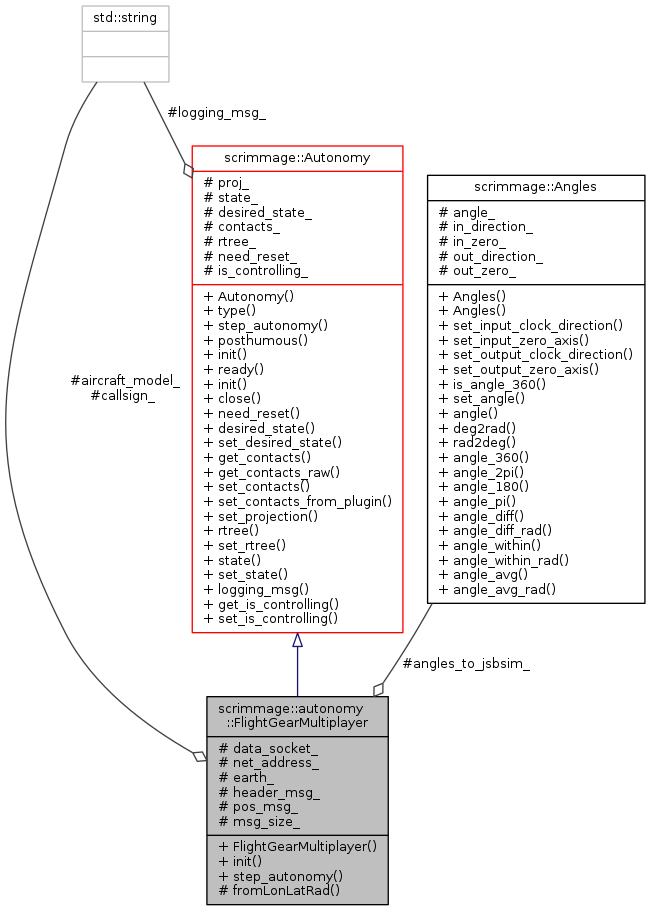 std::string
#logging_msg_
scrimmage::Autonomy
# proj_
# state_
# desired_state_
# contacts_
# rtree_
# need_reset_
# is_controlling_
+ Autonomy()
+ type()
+ step_autonomy()
+ posthumous()
+ init()
+ ready()
+ init()
+ close()
+ need_reset()
+ desired_state()
+ set_desired_state()
+ get_contacts()
+ get_contacts_raw()
+ set_contacts()
+ set_contacts_from_plugin()
+ set_projection()
+ rtree()
+ set_rtree()
+ state()
+ set_state()
+ logging_msg()
+ get_is_controlling()
+ set_is_controlling()
scrimmage::Angles
# angle_
# in_direction_
# in_zero_
# out_direction_
# out_zero_
+ Angles()
+ Angles()
+ set_input_clock_direction()
+ set_input_zero_axis()
+ set_output_clock_direction()
+ set_output_zero_axis()
+ is_angle_360()
+ set_angle()
+ angle()
+ deg2rad()
+ rad2deg()
+ angle_360()
+ angle_2pi()
+ angle_180()
+ angle_pi()
+ angle_diff()
+ angle_diff_rad()
+ angle_within()
+ angle_within_rad()
+ angle_avg()
+ angle_avg_rad()
#aircraft_model_
#callsign_
#angles_to_jsbsim_
scrimmage::autonomy
::FlightGearMultiplayer
# data_socket_
# net_address_
# earth_
# header_msg_
# pos_msg_
# msg_size_
+ FlightGearMultiplayer()
+ init()
+ step_autonomy()
# fromLonLatRad()